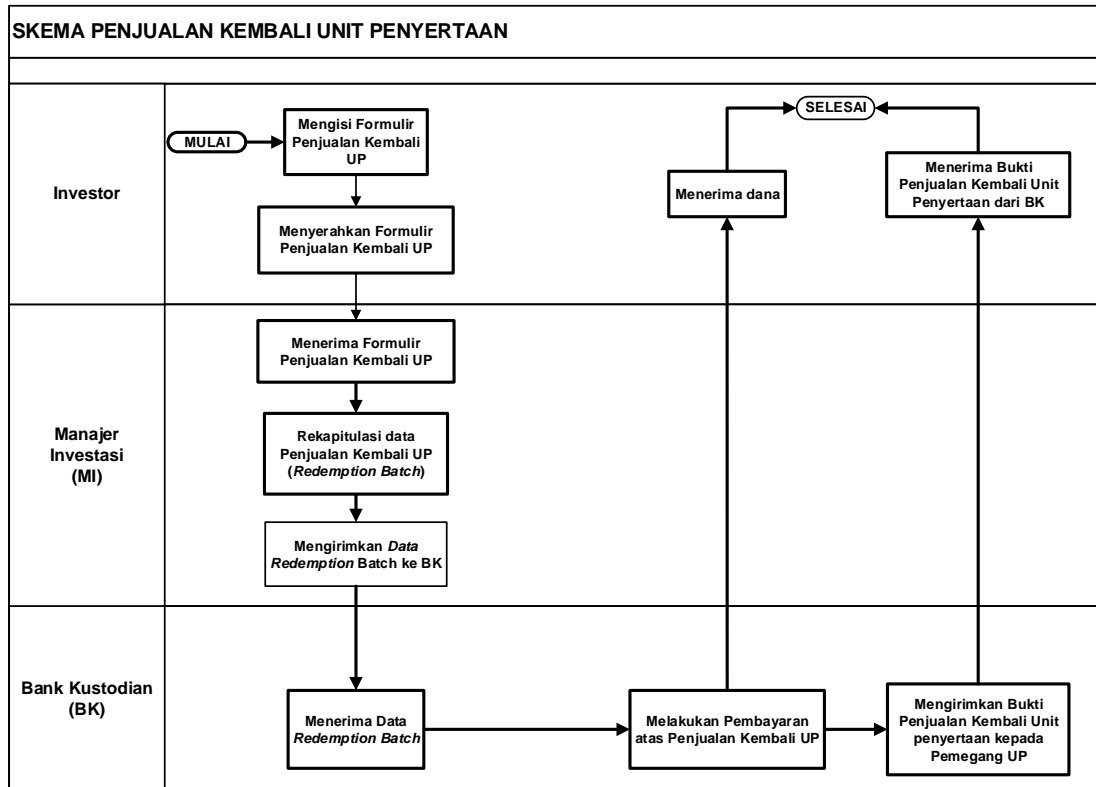 SKEMA PENJUALAN KEMBALI UNIT PENYERTAAN
Investor
MULAI
Mengisi Formulir
Penjualan Kembali
UP
Menyerahkan Formulir
Penjualan Kembali UP
SELESAI
Menerima dana
Menerima Bukti
Penjualan Kembali Unit
Penyertaan dari BK
Manajer
Investasi
(MI)
Menerima Formulir
Penjualan Kembali UP
Rekapitulasi data
Penjualan Kembali UP
(Redemption Batch)
Mengirimkan Data
Redemption Batch ke BK
Bank Kustodian
(BK)
Menerima Data
Redemption Batch
Melakukan Pembayaran
atas Penjualan Kembali UP
Mengirimkan Bukti
Penjualan Kembali Unit
penyertaan kepada
Pemegang UP